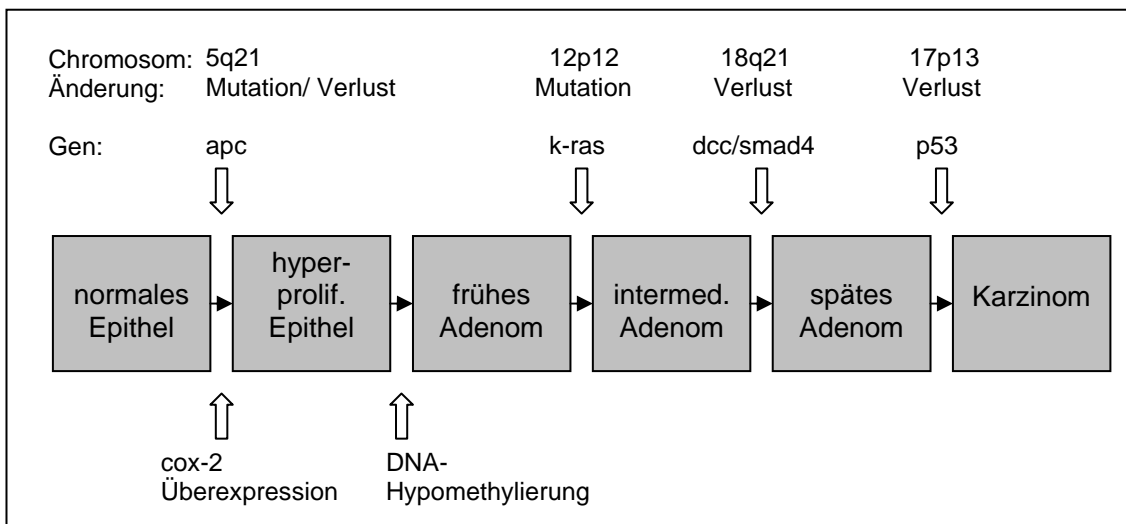 Chromosom: 5q21 12p12 18q21 17p13
Änderung: Mutation/ Verlust Mutation Verlust Verlust
Gen: apc k-ras dcc/smad4 p53
normales
Epithel
hyper-
prolif.
Epithel
frühes
Adenom
intermed.
Adenom
spätes
Adenom
Karzinom
cox-2
Überexpression
DNA-
Hypomethylierung